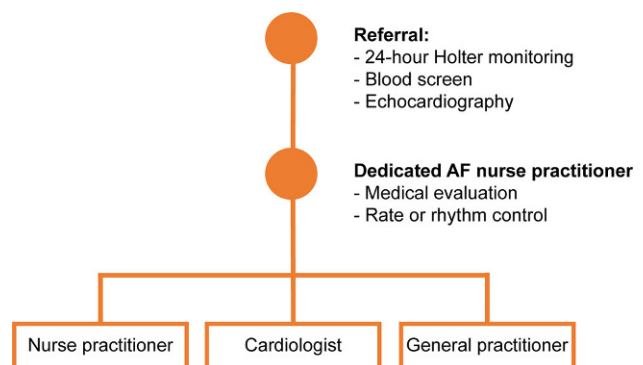 Referral:
- 24-hour Holter monitoring
- Blood screen
- Echocardiography
Dedicated AF nurse practitioner
- Medical evaluation
- Rate or rhythm control
Nurse practitioner
Cardiologist
General practitioner